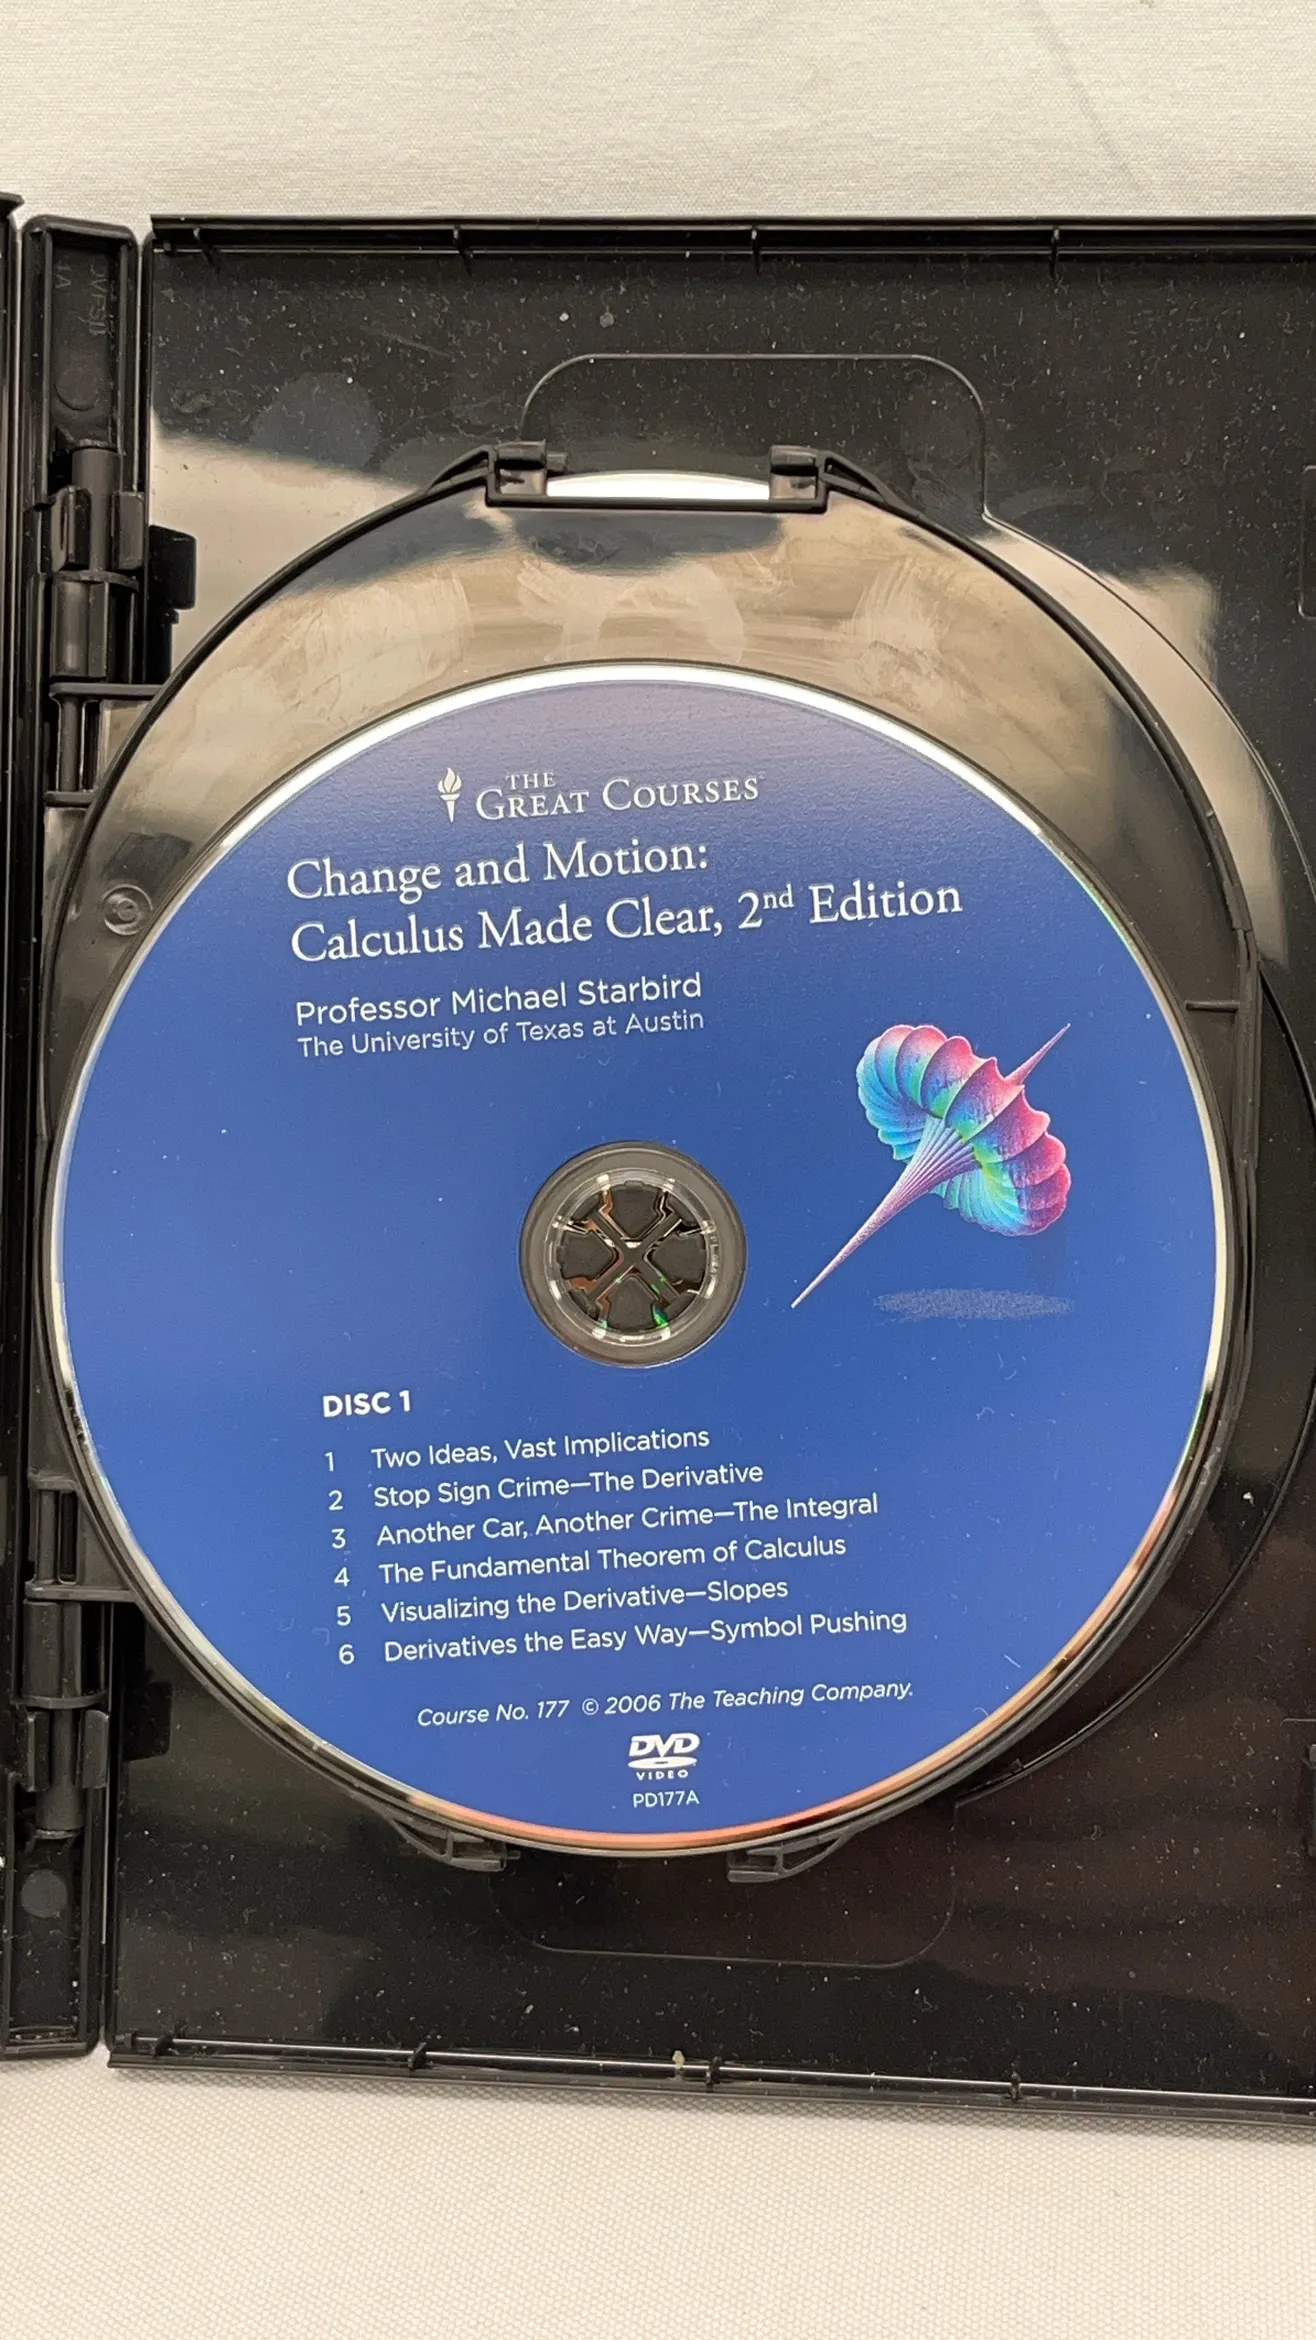 THE
GREAT COURSES
Change and Motion:
Calculus Made Clear, 2nd Edition
Professor Michael Starbird
The University of Texas at Austin
DISC 1
1 Two Ideas, Vast Implications
2 Stop Sign Crime—The Derivative
3 Another Car, Another Crime—The Integral
4 The Fundamental Theorem of Calculus
5 Visualizing the Derivative—Slopes
6 Derivatives the Easy Way—Symbol Pushing
Course No. 177 © 2006 The Teaching Company.
DVD
VIDEO
PD177A